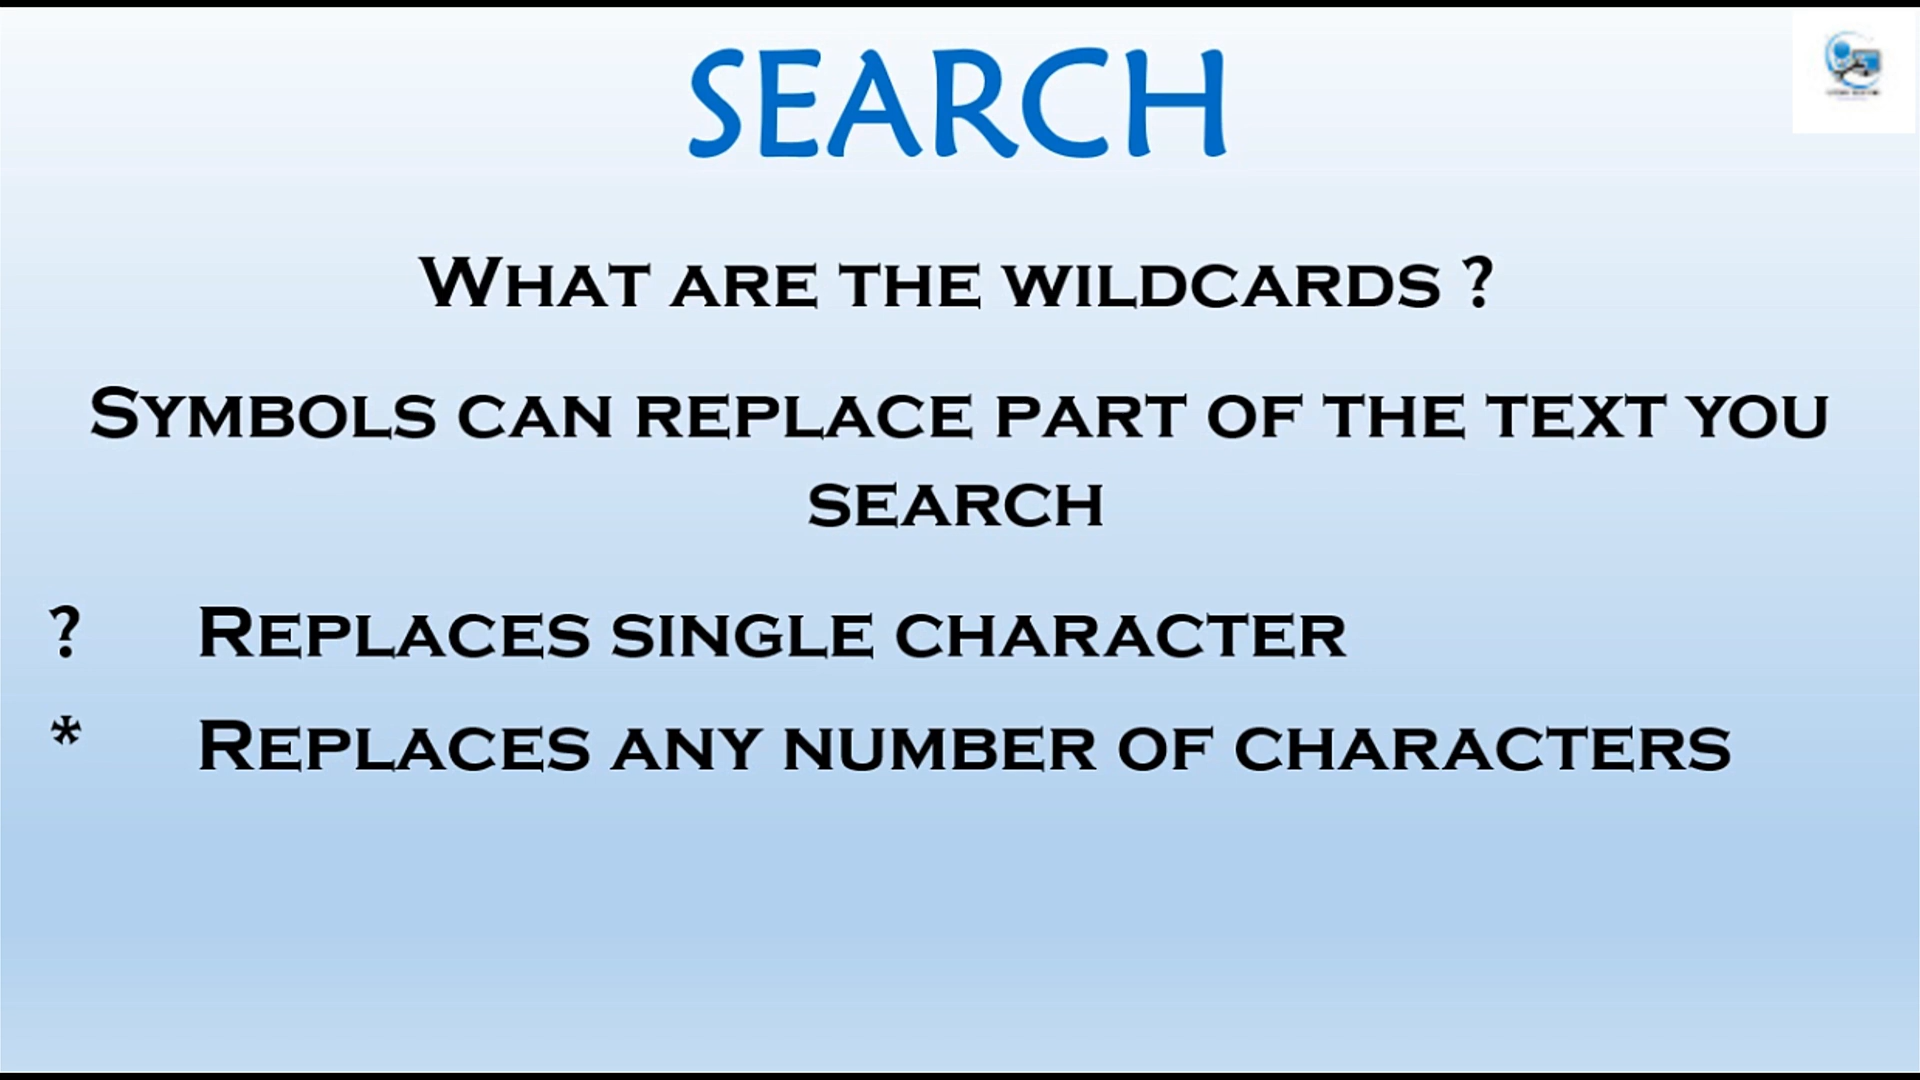 SEARCH
What are the wildcards ?
Symbols can replace part of the text you
search
? Replaces single character
* Replaces any number of characters